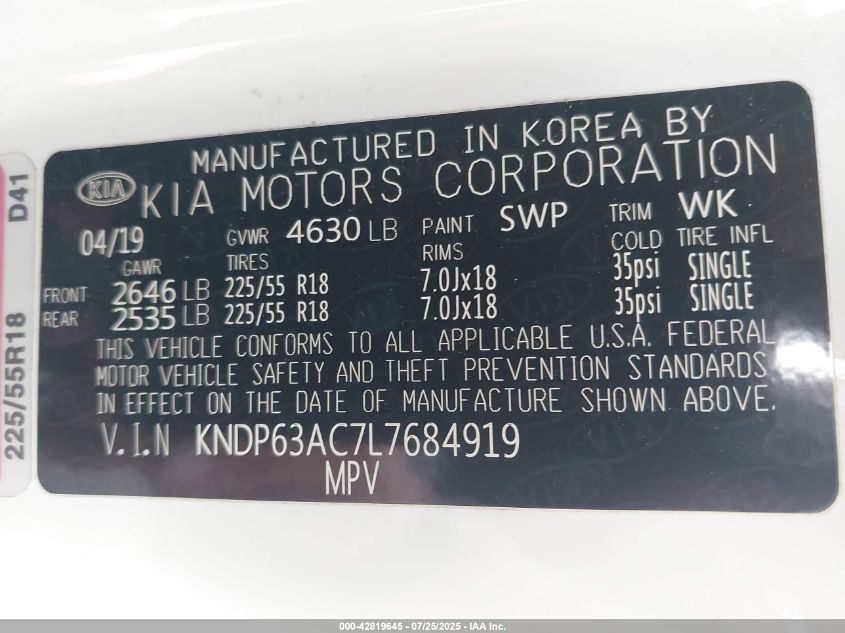 MANUFACTURED IN KOREA BY
KIA KIA MOTORS CORPORATION
04/19 GVWR 4630 LB PAINT SWP TRIM WK
GAWR TIRES RIMS COLD TIRE INFL
FRONT 2646 LB 225/55 R18 7.0Jx18 35psi SINGLE
REAR 2535 LB 225/55 R18 7.0Jx18 35psi SINGLE
THIS VEHICLE CONFORMS TO ALL APPLICABLE U.S.A. FEDERAL
MOTOR VEHICLE SAFETY AND THEFT PREVENTION STANDARDS
IN EFFECT ON THE DATE OF MANUFACTURE SHOWN ABOVE.
V.I.N KNDP63AC7L7684919
MPV
225/55R18 D41
000-42819645 - 07/25/2025 - IAA Inc.